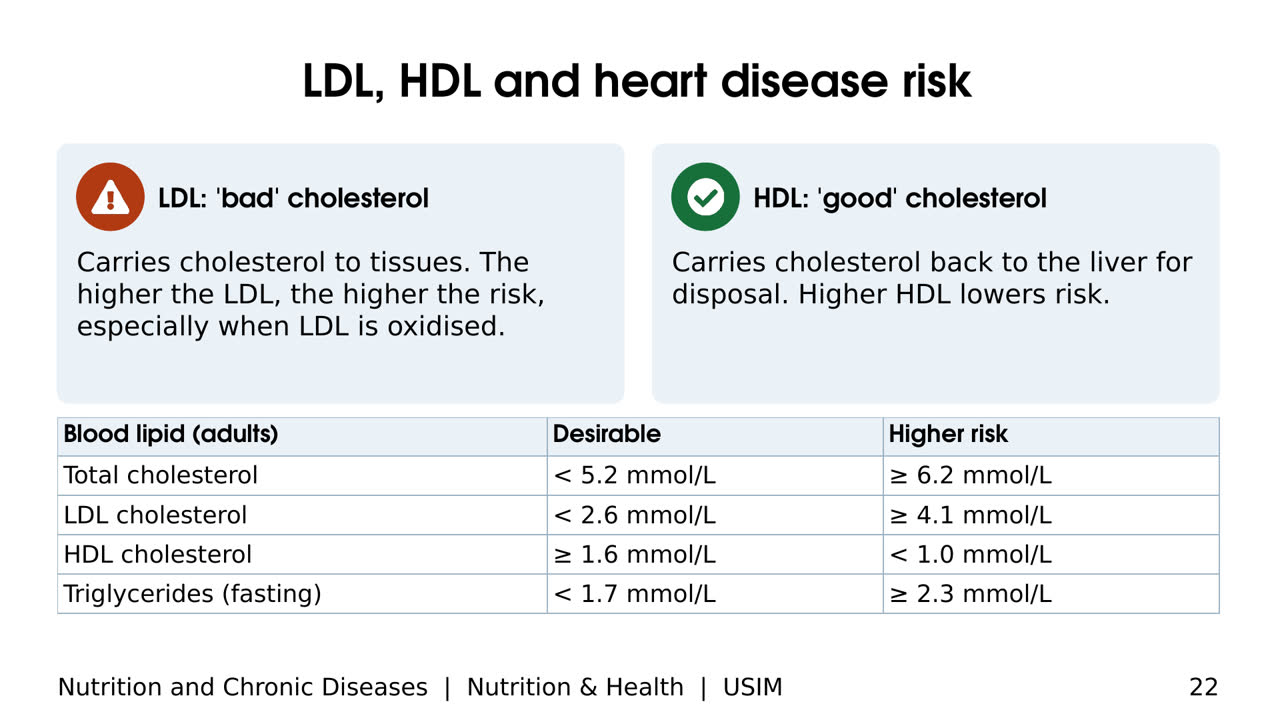 LDL, HDL and heart disease risk
LDL: 'bad' cholesterol
Carries cholesterol to tissues. The
higher the LDL, the higher the risk,
especially when LDL is oxidised.
HDL: 'good' cholesterol
Carries cholesterol back to the liver for
disposal. Higher HDL lowers risk.
Blood lipid (adults) Desirable Higher risk
Total cholesterol < 5.2 mmol/L ≥ 6.2 mmol/L
LDL cholesterol < 2.6 mmol/L ≥ 4.1 mmol/L
HDL cholesterol ≥ 1.6 mmol/L < 1.0 mmol/L
Triglycerides (fasting) < 1.7 mmol/L ≥ 2.3 mmol/L
Nutrition and Chronic Diseases | Nutrition & Health | USIM 22